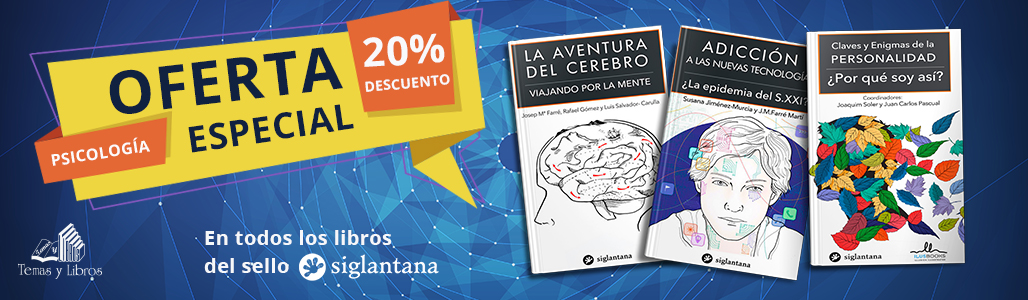 OFERTA
ESPECIAL
20%
DESCUENTO
PSICOLOGÍA
En todos los libros
del sello siglantana
Temas y Libros
LA AVENTURA
DEL CEREBRO
VIAJANDO POR LA MENTE
Josep Mª Farré, Rafael Gómez y Luis Salvador- Carulla
siglantana
ADICCIÓN
A LAS NUEVAS TECNOLOGÍA
¿La epidemia del S.XXI?
Susana Jiménez-Murcia y J.M.Farré Martí
siglantana
Claves y Enigmas de la
PERSONALIDAD
¿Por qué soy así?
Coordinadores:
Joaquim Soler y Juan Carlos Pascual
siglantana
ILUSBOOKS